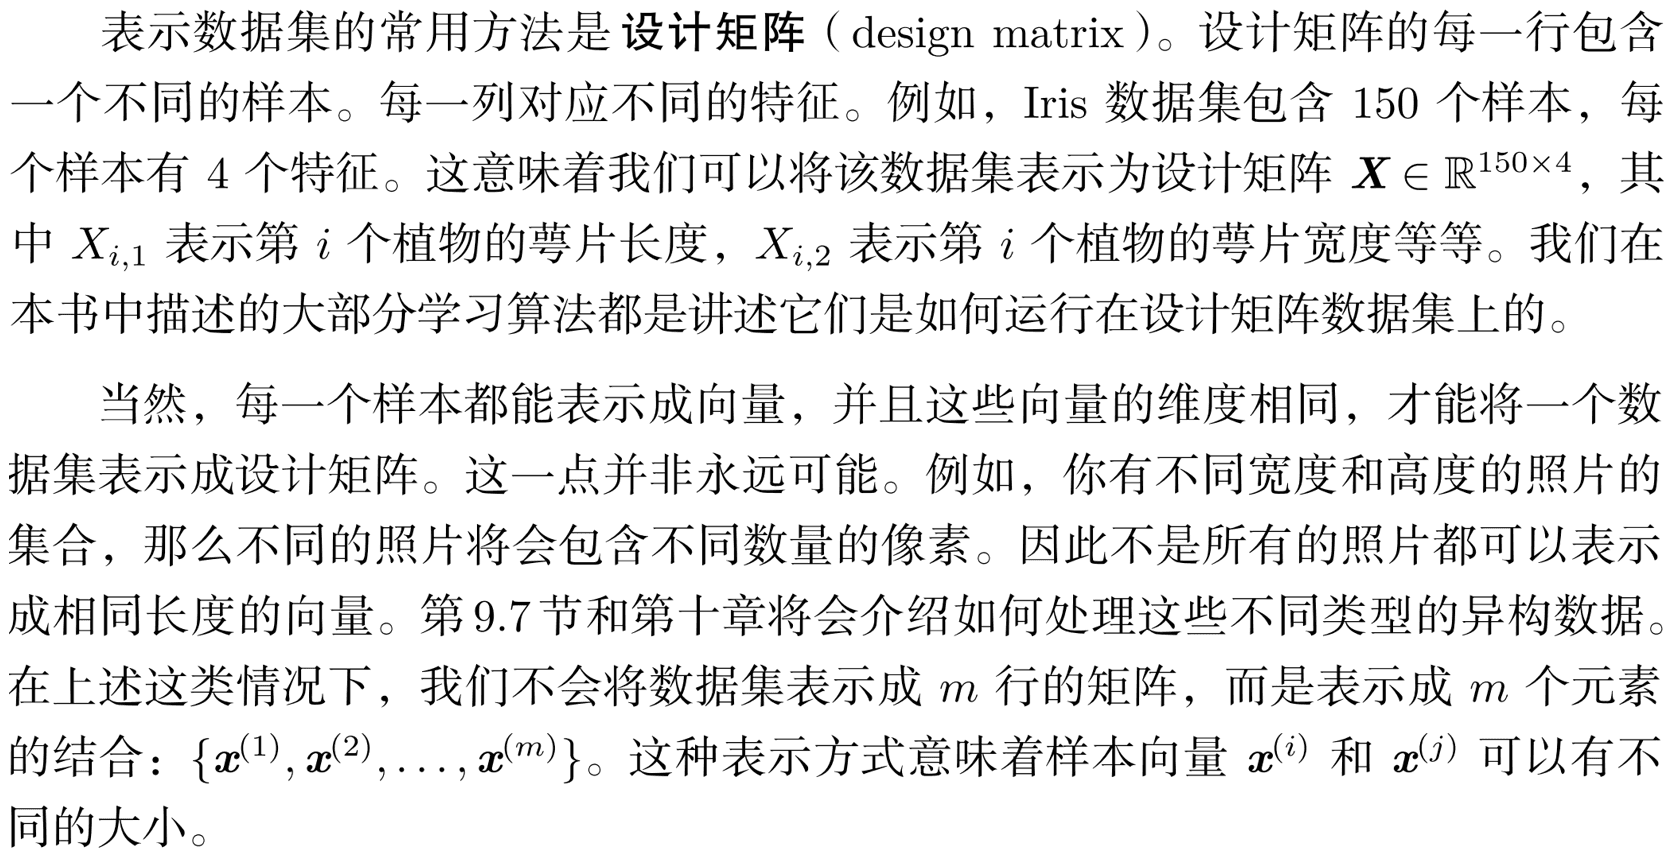 表示数据集的常用方法是 设计矩阵（design matrix）。设计矩阵的每一行包含
一个不同的样本。每一列对应不同的特征。例如，Iris 数据集包含 150 个样本，每
个样本有 4 个特征。这意味着我们可以将该数据集表示为设计矩阵 $\boldsymbol{X} \in \mathbb{R}^{150 \times 4}$，其
中 $X_{i,1}$ 表示第 $i$ 个植物的萼片长度，$X_{i,2}$ 表示第 $i$ 个植物的萼片宽度等等。我们在
本书中描述的大部分学习算法都是讲述它们是如何运行在设计矩阵数据集上的。
当然，每一个样本都能表示成向量，并且这些向量的维度相同，才能将一个数
据集表示成设计矩阵。这一点并非永远可能。例如，你有不同宽度和高度的照片的
集合，那么不同的照片将会包含不同数量的像素。因此不是所有的照片都可以表示
成相同长度的向量。第 9.7 节和第十章将会介绍如何处理这些不同类型的异构数据。
在上述这类情况下，我们不会将数据集表示成 $m$ 行的矩阵，而是表示成 $m$ 个元素
的结合：$\{\boldsymbol{x}^{(1)}, \boldsymbol{x}^{(2)}, \ldots, \boldsymbol{x}^{(m)}\}$。这种表示方式意味着样本向量 $\boldsymbol{x}^{(i)}$ 和 $\boldsymbol{x}^{(j)}$ 可以有不
同的大小。